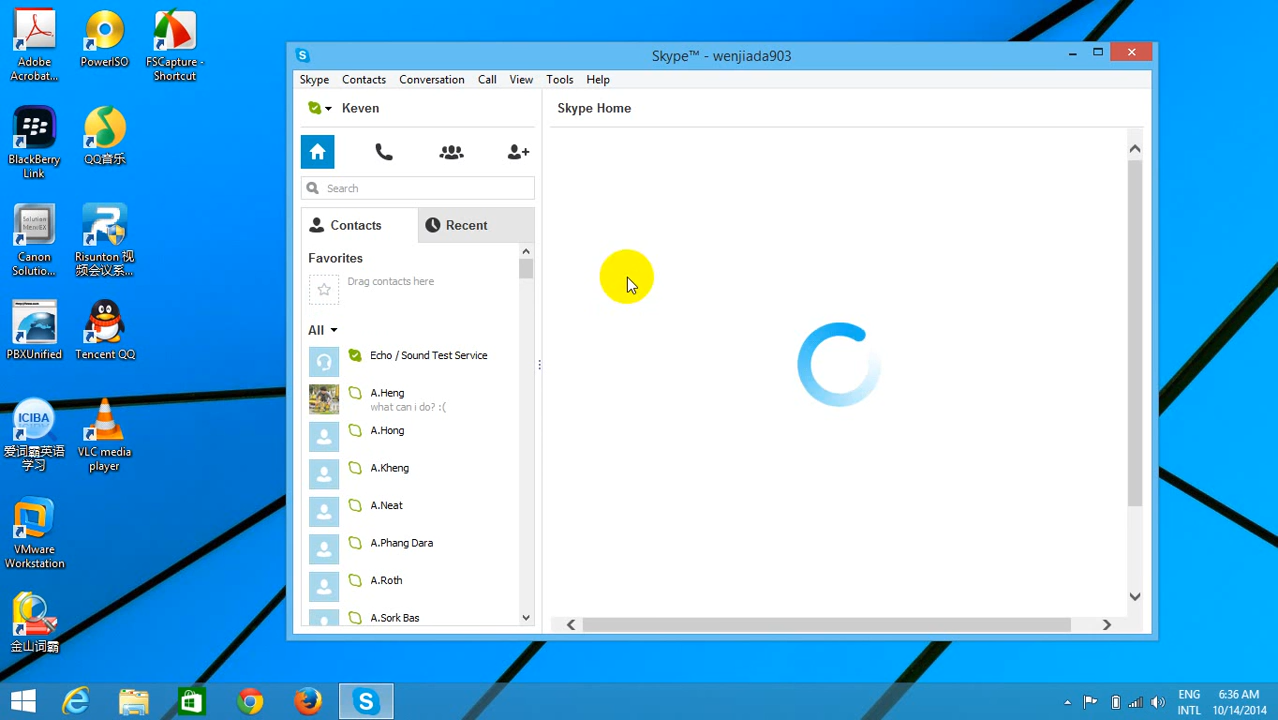 Adobe
Acrobat...
PowerISO
FSCapture -
Shortcut
BlackBerry
Link
QQ音乐
Solution
Menu EX
Canon
Solutio...
Risunton 视
频会议系...
PBXUnified
Tencent QQ
ICIBA
爱词霸英语
学习
VLC media
player
VMware
Workstation
金山词霸
Skype™ - wenjiada903
Skype Contacts Conversation Call View Tools Help
Keven
Skype Home
Search
Contacts
Recent
Favorites
Drag contacts here
All
Echo / Sound Test Service
A.Heng
what can i do? :(
A.Hong
A.Kheng
A.Neat
A.Phang Dara
A.Roth
A.Sork Bas
ENG
INTL
6:36 AM
10/14/2014